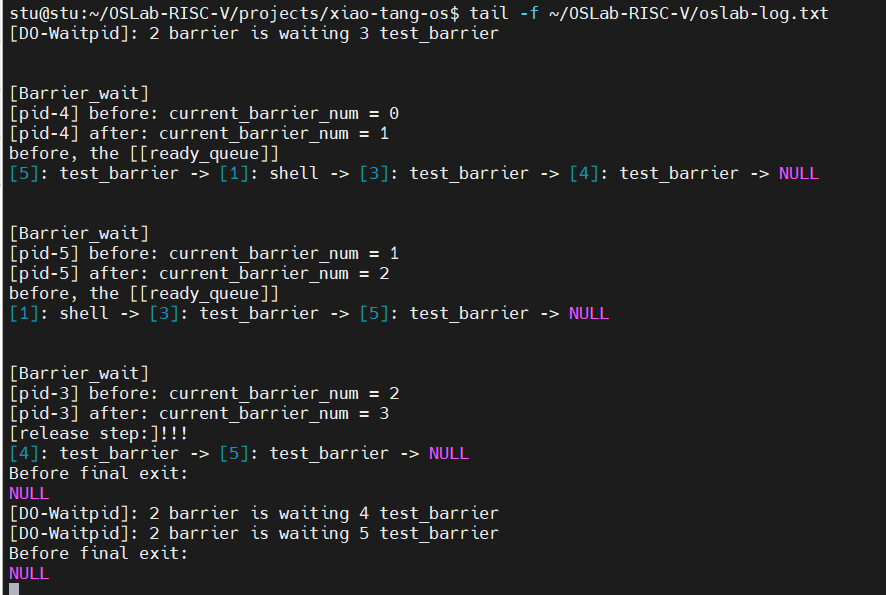 stu@stu:~/OSLab-RISC-V/projects/xiao-tang-os$ tail -f ~/OSLab-RISC-V/oslab-log.txt
[DO-Waitpid]: 2 barrier is waiting 3 test_barrier
[Barrier_wait]
[pid-4] before: current_barrier_num = 0
[pid-4] after: current_barrier_num = 1
before, the [[ready_queue]]
[5]: test_barrier -> [1]: shell -> [3]: test_barrier -> [4]: test_barrier -> NULL
[Barrier_wait]
[pid-5] before: current_barrier_num = 1
[pid-5] after: current_barrier_num = 2
before, the [[ready_queue]]
[1]: shell -> [3]: test_barrier -> [5]: test_barrier -> NULL
[Barrier_wait]
[pid-3] before: current_barrier_num = 2
[pid-3] after: current_barrier_num = 3
[release step:]!!!
[4]: test_barrier -> [5]: test_barrier -> NULL
Before final exit:
NULL
[DO-Waitpid]: 2 barrier is waiting 4 test_barrier
[DO-Waitpid]: 2 barrier is waiting 5 test_barrier
Before final exit:
NULL